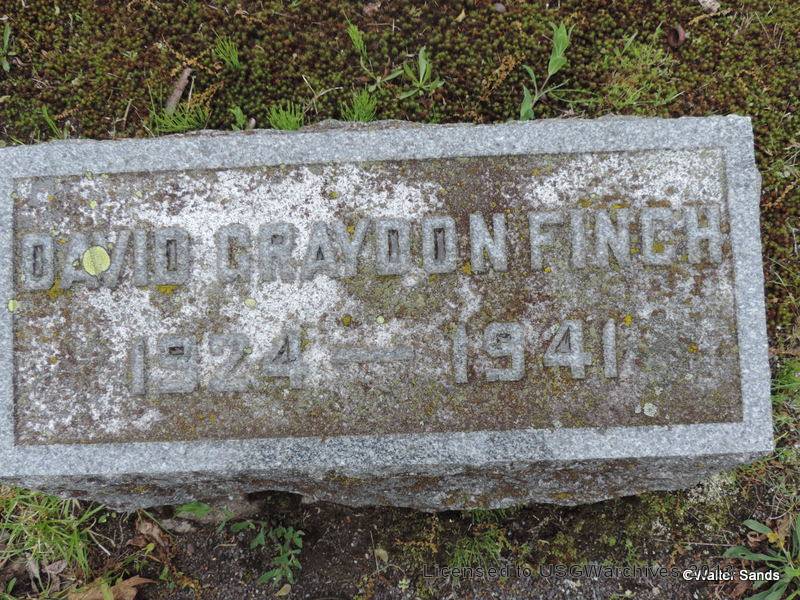 DAVID GRAYDON FINCH
1924 — 1941
Licensed to USGWarchives
©Walter Sands